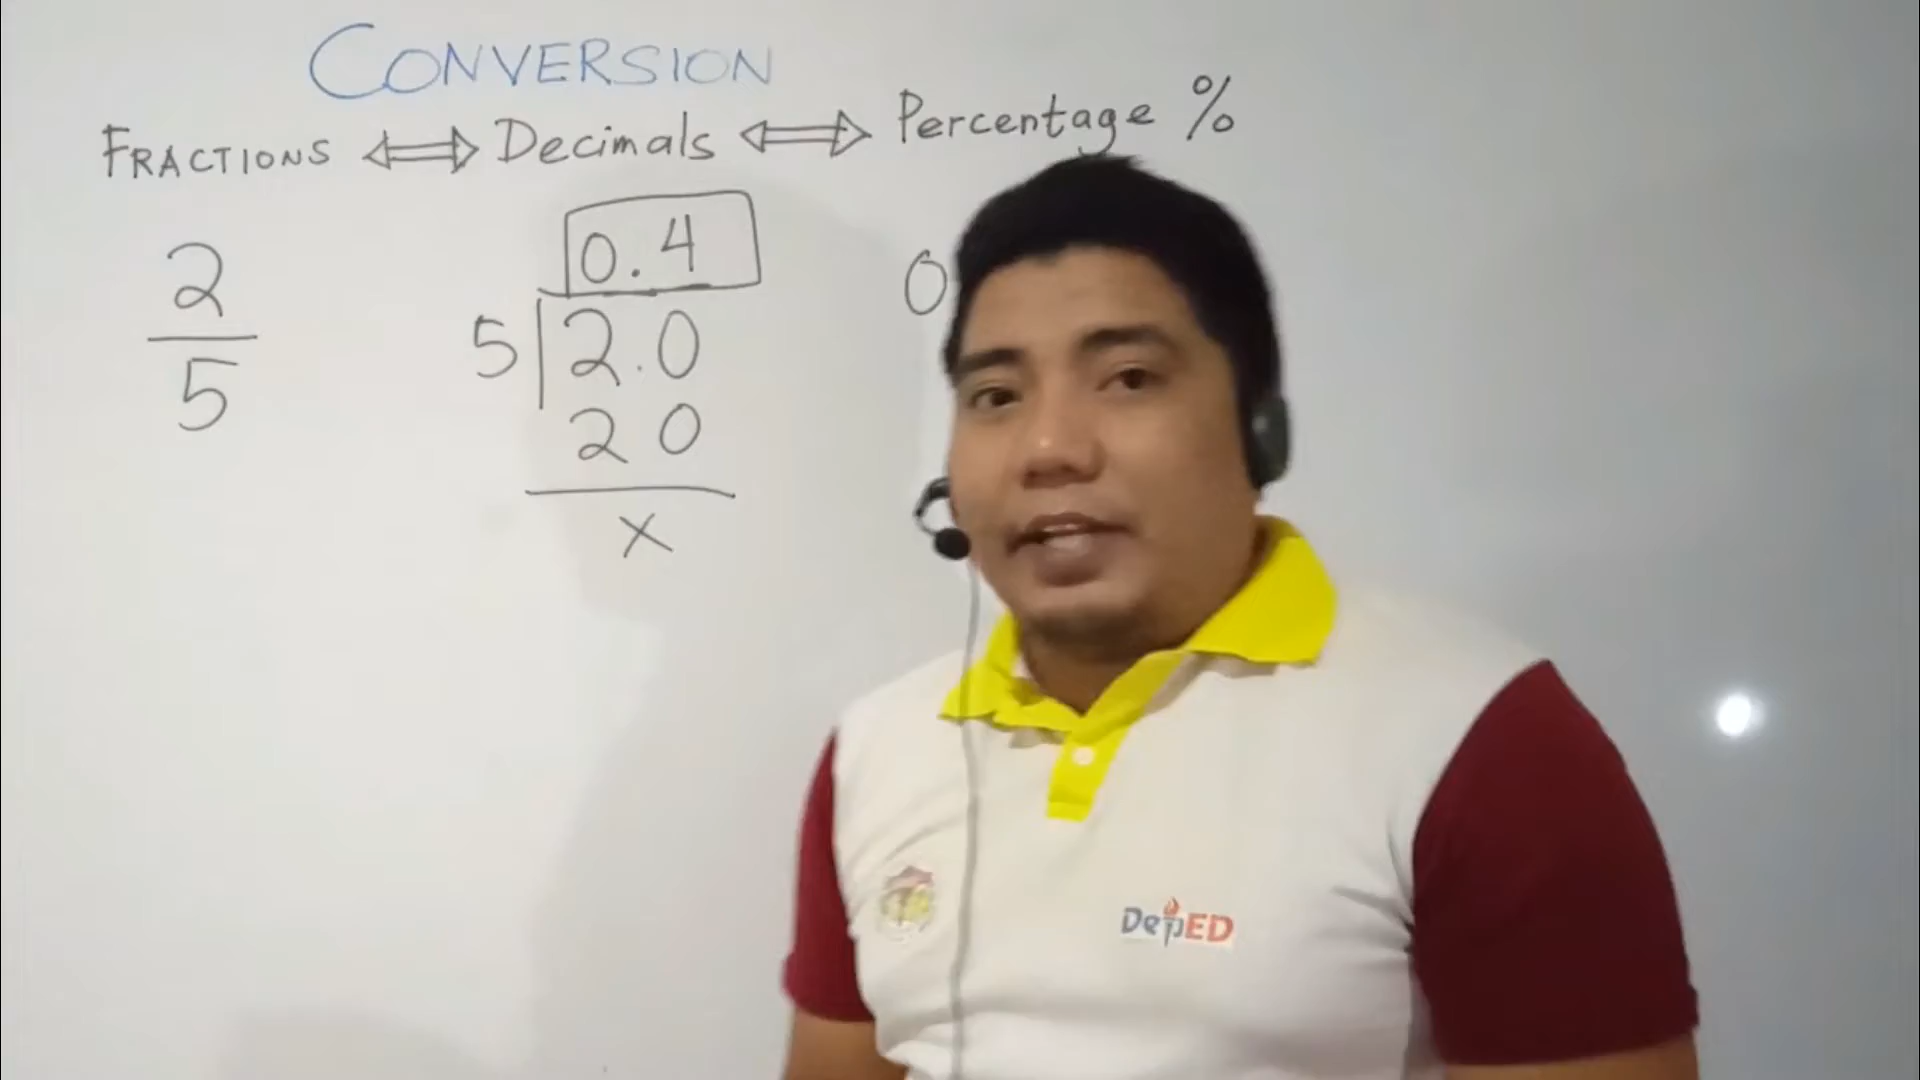 CONVERSION
FRACTIONS ⟺ Decimals ⟺ Percentage %
2
5
0.4
5 2.0
20
x
0
DepED